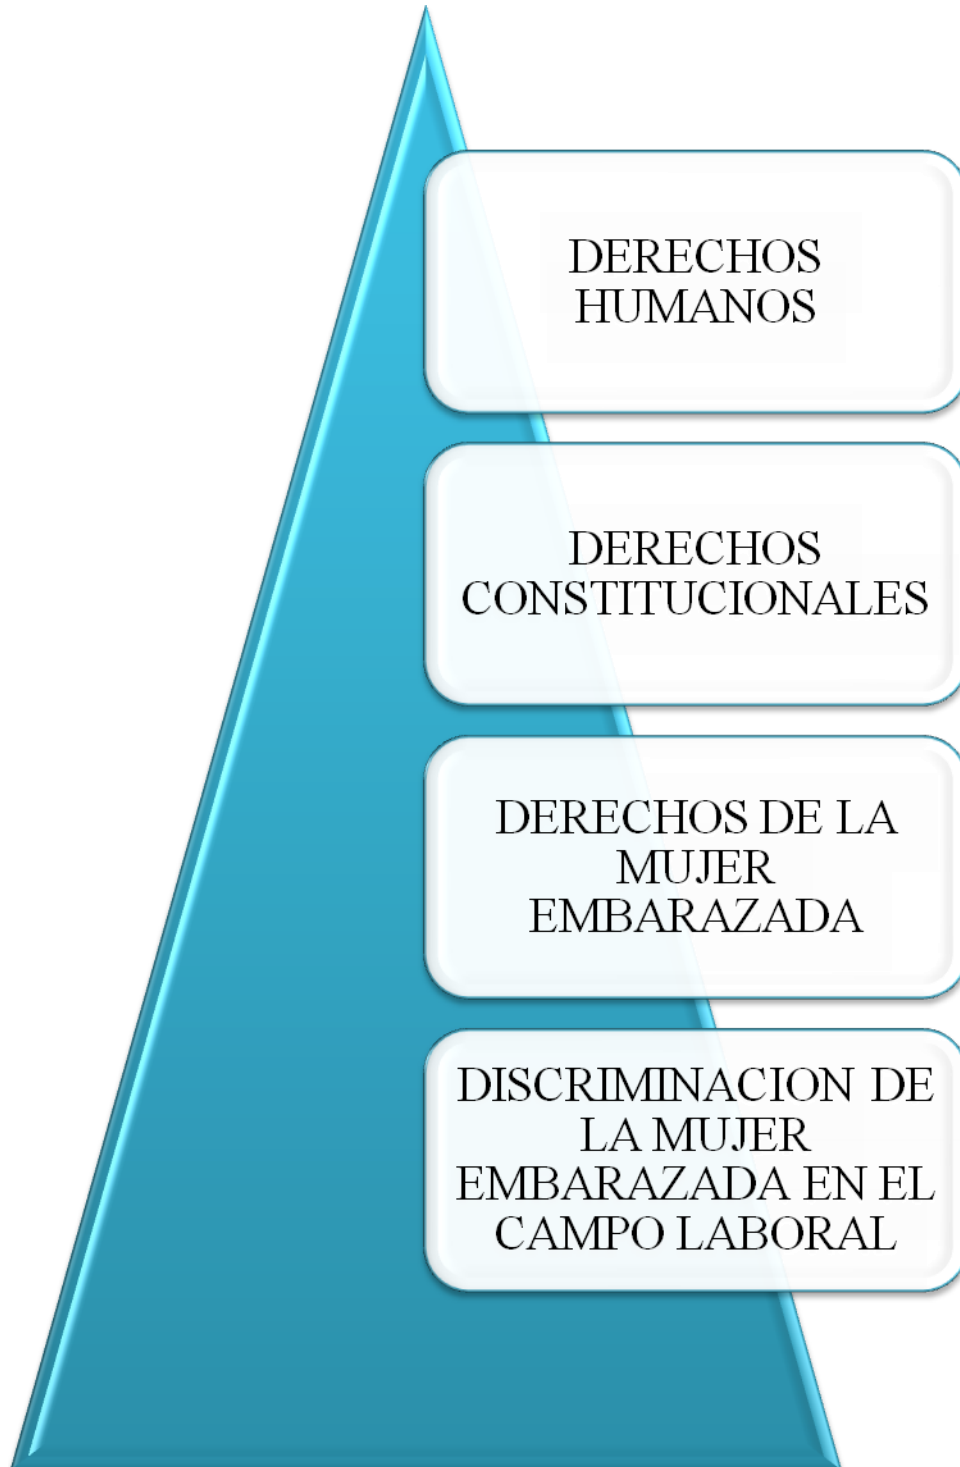 DERECHOS
HUMANOS
DERECHOS
CONSTITUCIONALES
DERECHOS DE LA
MUJER
EMBARAZADA
DISCRIMINACION DE
LA MUJER
EMBARAZADA EN EL
CAMPO LABORAL